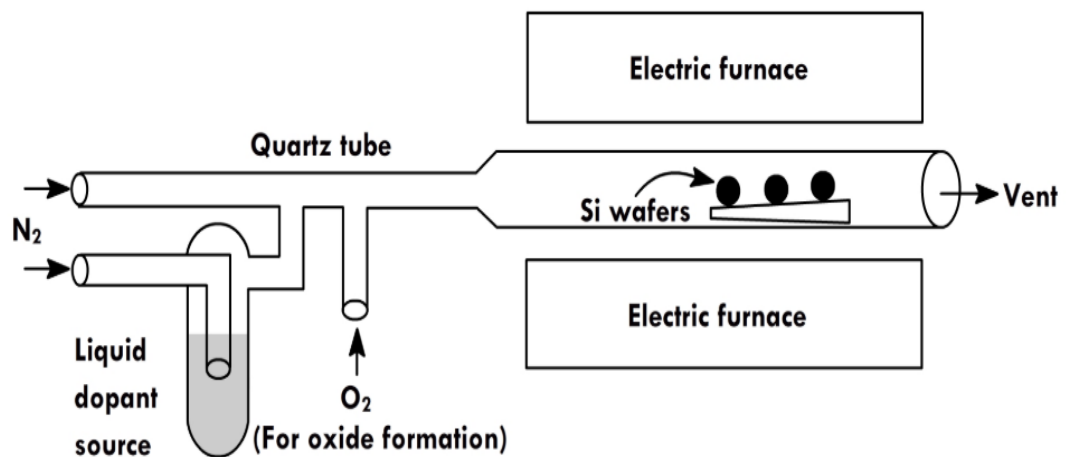 Electric furnace
Quartz tube
N₂
Si wafers
Vent
Electric furnace
Liquid
dopant
source
O₂
(For oxide formation)